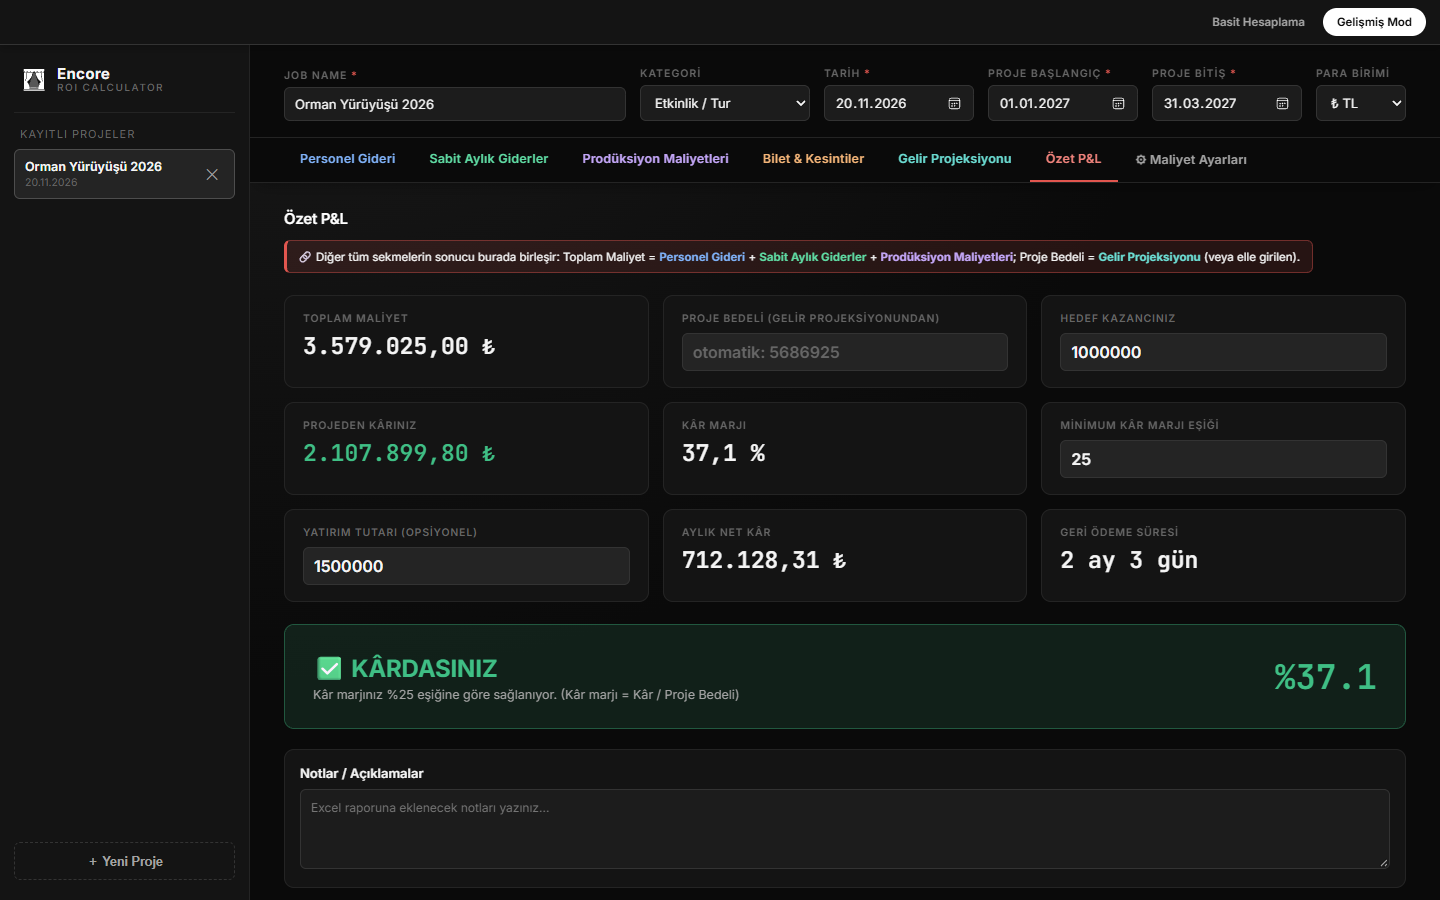 Basit Hesaplama
Gelişmiş Mod
Encore
ROI CALCULATOR
KAYITLI PROJELER
Orman Yürüyüşü 2026
20.11.2026
+ Yeni Proje
JOB NAME *
Orman Yürüyüşü 2026
KATEGORİ
Etkinlik / Tur
TARİH *
20.11.2026
PROJE BAŞLANGIÇ *
01.01.2027
PROJE BİTİŞ *
31.03.2027
PARA BİRİMİ
₺ TL
Personel Gideri
Sabit Aylık Giderler
Prodüksiyon Maliyetleri
Bilet & Kesintiler
Gelir Projeksiyonu
Özet P&L
⚙ Maliyet Ayarları
Özet P&L
🔗 Diğer tüm sekmelerin sonucu burada birleşir: Toplam Maliyet = Personel Gideri + Sabit Aylık Giderler + Prodüksiyon Maliyetleri; Proje Bedeli = Gelir Projeksiyonu (veya elle girilen).
TOPLAM MALİYET
3.579.025,00 ₺
PROJE BEDELİ (GELİR PROJEKSİYONUNDAN)
otomatik: 5686925
HEDEF KAZANCINIZ
1000000
PROJEDEN KÂRINIZ
2.107.899,80 ₺
KÂR MARJI
37,1 %
MİNİMUM KÂR MARJI EŞİĞİ
25
YATIRIM TUTARI (OPSİYONEL)
1500000
AYLIK NET KÂR
712.128,31 ₺
GERİ ÖDEME SÜRESİ
2 ay 3 gün
✅ KÂRDASINIZ
Kâr marjınız %25 eşiğine göre sağlanıyor. (Kâr marjı = Kâr / Proje Bedeli)
%37.1
Notlar / Açıklamalar
Excel raporuna eklenecek notları yazınız...